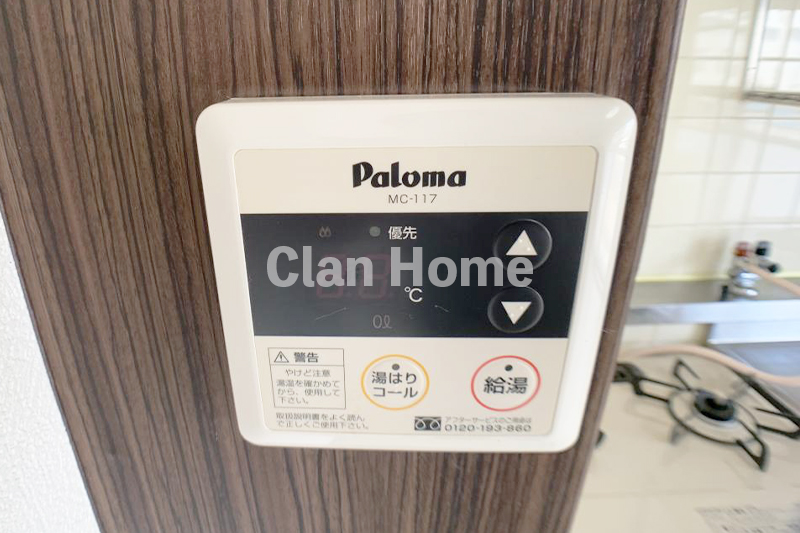 Paloma
MC-117
優先
Clan Home
℃
0ℓ
警告
やけど注意
湯温を確かめて
から、使用して
下さい。
湯はり
コール
給湯
取扱説明書をよく読ん
で正しくご使用下さい。
アフターサービスのご用命は
0120-193-860